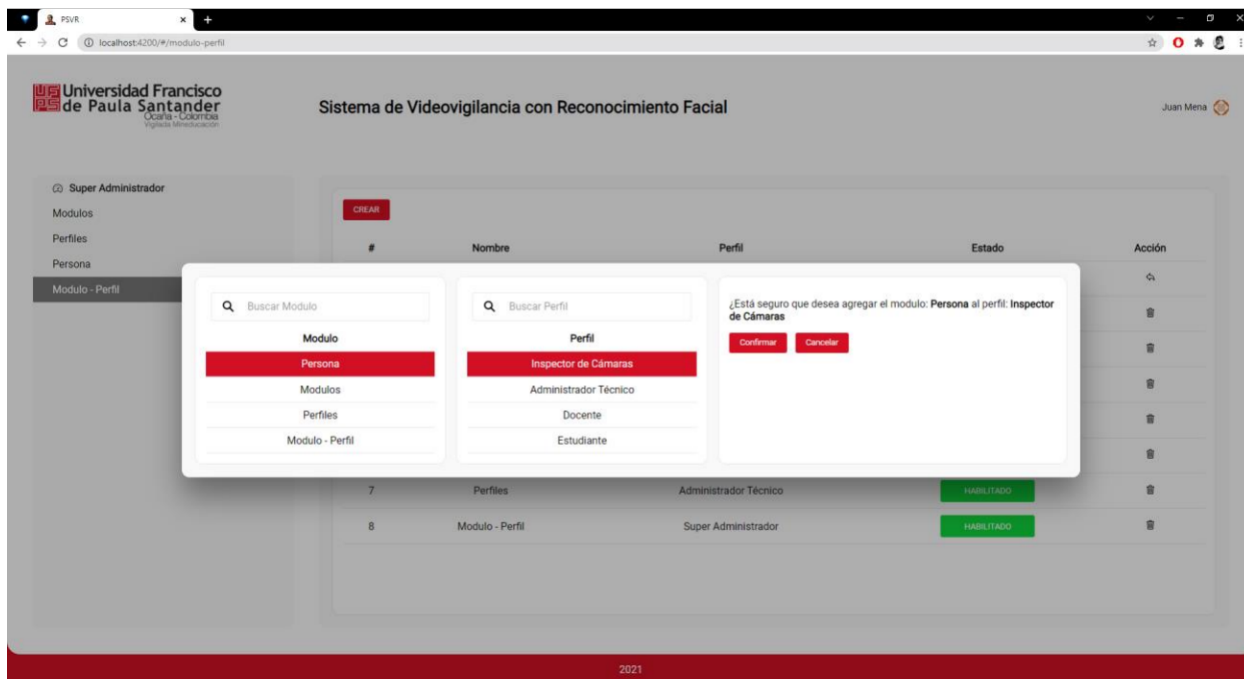 PSVR
localhost:4200/#/modulo-perfil
Universidad Francisco
de Paula Santander
Ocaña - Colombia
Vigilada Mineducación
Sistema de Videovigilancia con Reconocimiento Facial
Juan Mena
Super Administrador
Modulos
Perfiles
Persona
Modulo - Perfil
CREAR
# Nombre Perfil Estado Acción
Buscar Modulo
Modulo
Persona
Modulos
Perfiles
Modulo - Perfil
Buscar Perfil
Perfil
Inspector de Cámaras
Administrador Técnico
Docente
Estudiante
¿Está seguro que desea agregar el modulo: Persona al perfil: Inspector
de Cámaras
Confirmar Cancelar
7 Perfiles Administrador Técnico HABILITADO
8 Modulo - Perfil Super Administrador HABILITADO
2021